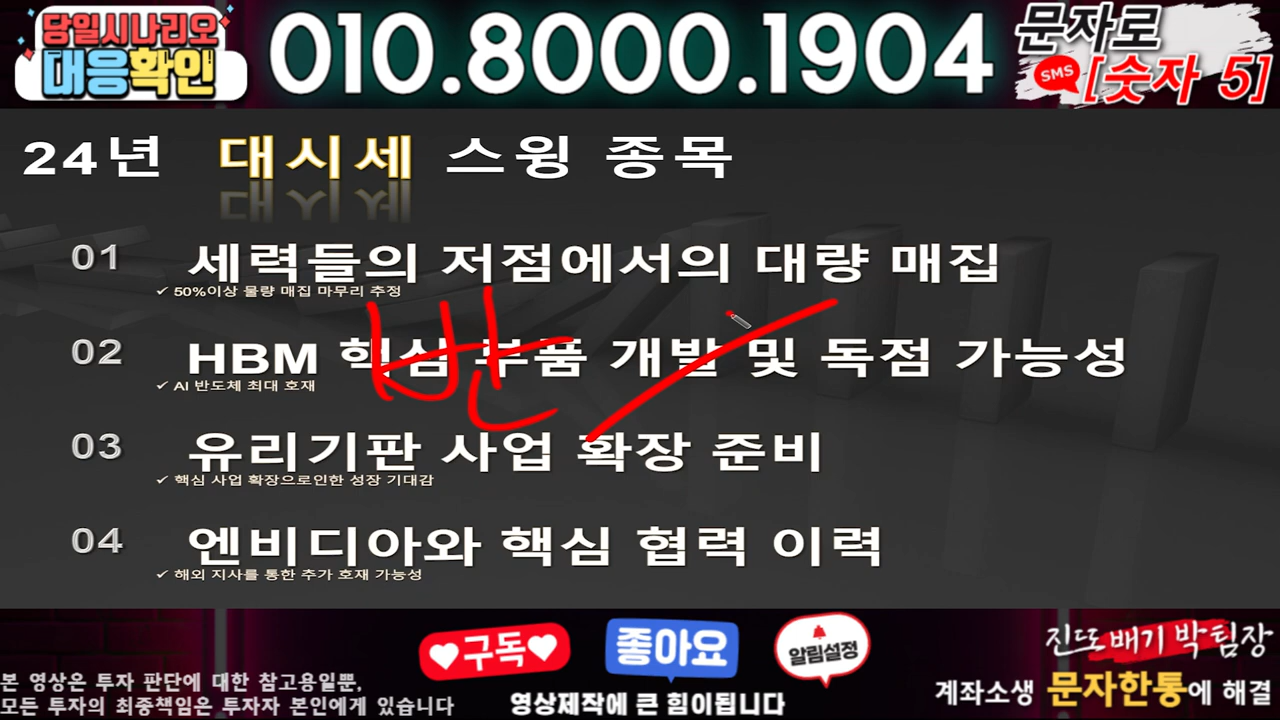 당일시나리오
대응확인
010.8000.1904
문자로
SMS
[숫자 5]
24년 대시세 스윙 종목
01 세력들의 저점에서의 대량 매집
✓ 50%이상 물량 매집 마무리 추정
02 HBM 핵심 부품 개발 및 독점 가능성
✓ AI 반도체 최대 호재
반
03 유리기판 사업 확장 준비
✓ 핵심 사업 확장으로인한 성장 기대감
04 엔비디아와 핵심 협력 이력
✓ 해외 지사를 통한 추가 호재 가능성
구독
좋아요
알림설정
영상제작에 큰 힘이됩니다
본 영상은 투자 판단에 대한 참고용일뿐,
모든 투자의 최종책임은 투자자 본인에게 있습니다
진또배기 박팀장
계좌소생 문자한통에 해결